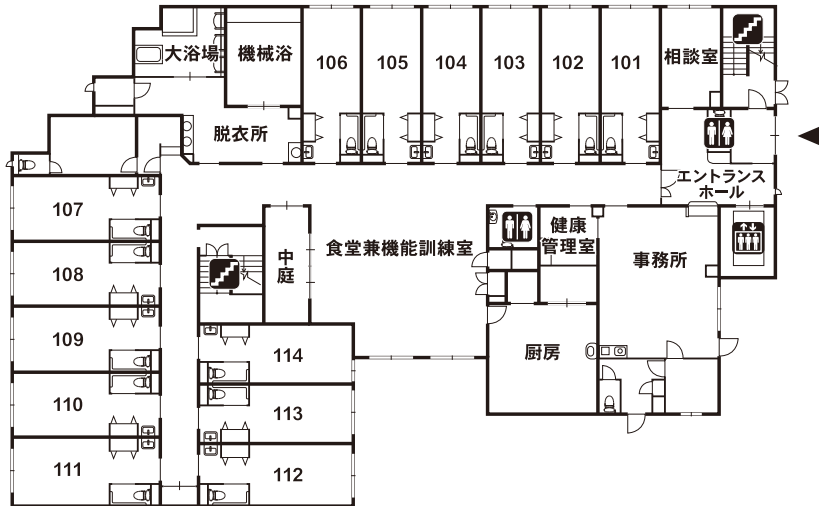 大浴場
機械浴
106
105
104
103
102
101
相談室
脱衣所
エントランス
ホール
107
108
109
110
111
中庭
食堂兼機能訓練室
健康
管理室
事務所
厨房
114
113
112